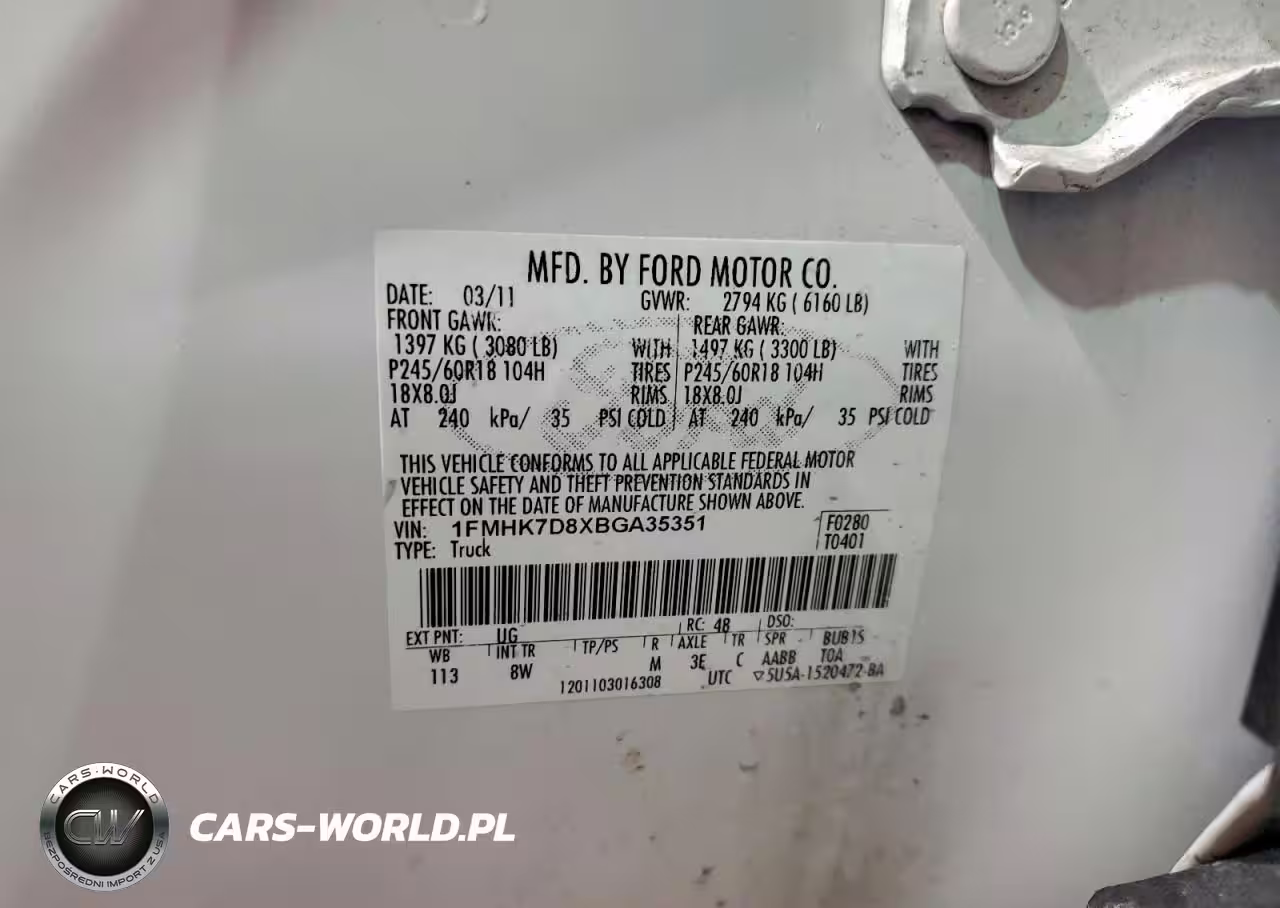 MFD. BY FORD MOTOR CO.
DATE: 03/11 GVWR: 2794 KG ( 6160 LB)
FRONT GAWR: REAR GAWR:
1397 KG ( 3080 LB) WITH 1497 KG ( 3300 LB) WITH
P245/60R18 104H TIRES P245/60R18 104H TIRES
18X8.0J RIMS 18X8.0J RIMS
AT 240 kPa/ 35 PSI COLD AT 240 kPa/ 35 PSI COLD
THIS VEHICLE CONFORMS TO ALL APPLICABLE FEDERAL MOTOR
VEHICLE SAFETY AND THEFT PREVENTION STANDARDS IN
EFFECT ON THE DATE OF MANUFACTURE SHOWN ABOVE.
VIN: 1FMHK7D8XBGA35351 F0280
TYPE: Truck T0401
EXT PNT: UG RC: 48 DSO:
WB INT TR TP/PS R AXLE TR SPR BUB1S
113 8W M 3E C AABB T0A
1201103016308 UTC ▽5U5A-1520472-BA
CARS-WORLD
CW
BEZPOŚREDNI IMPORT Z USA
CARS-WORLD.PL